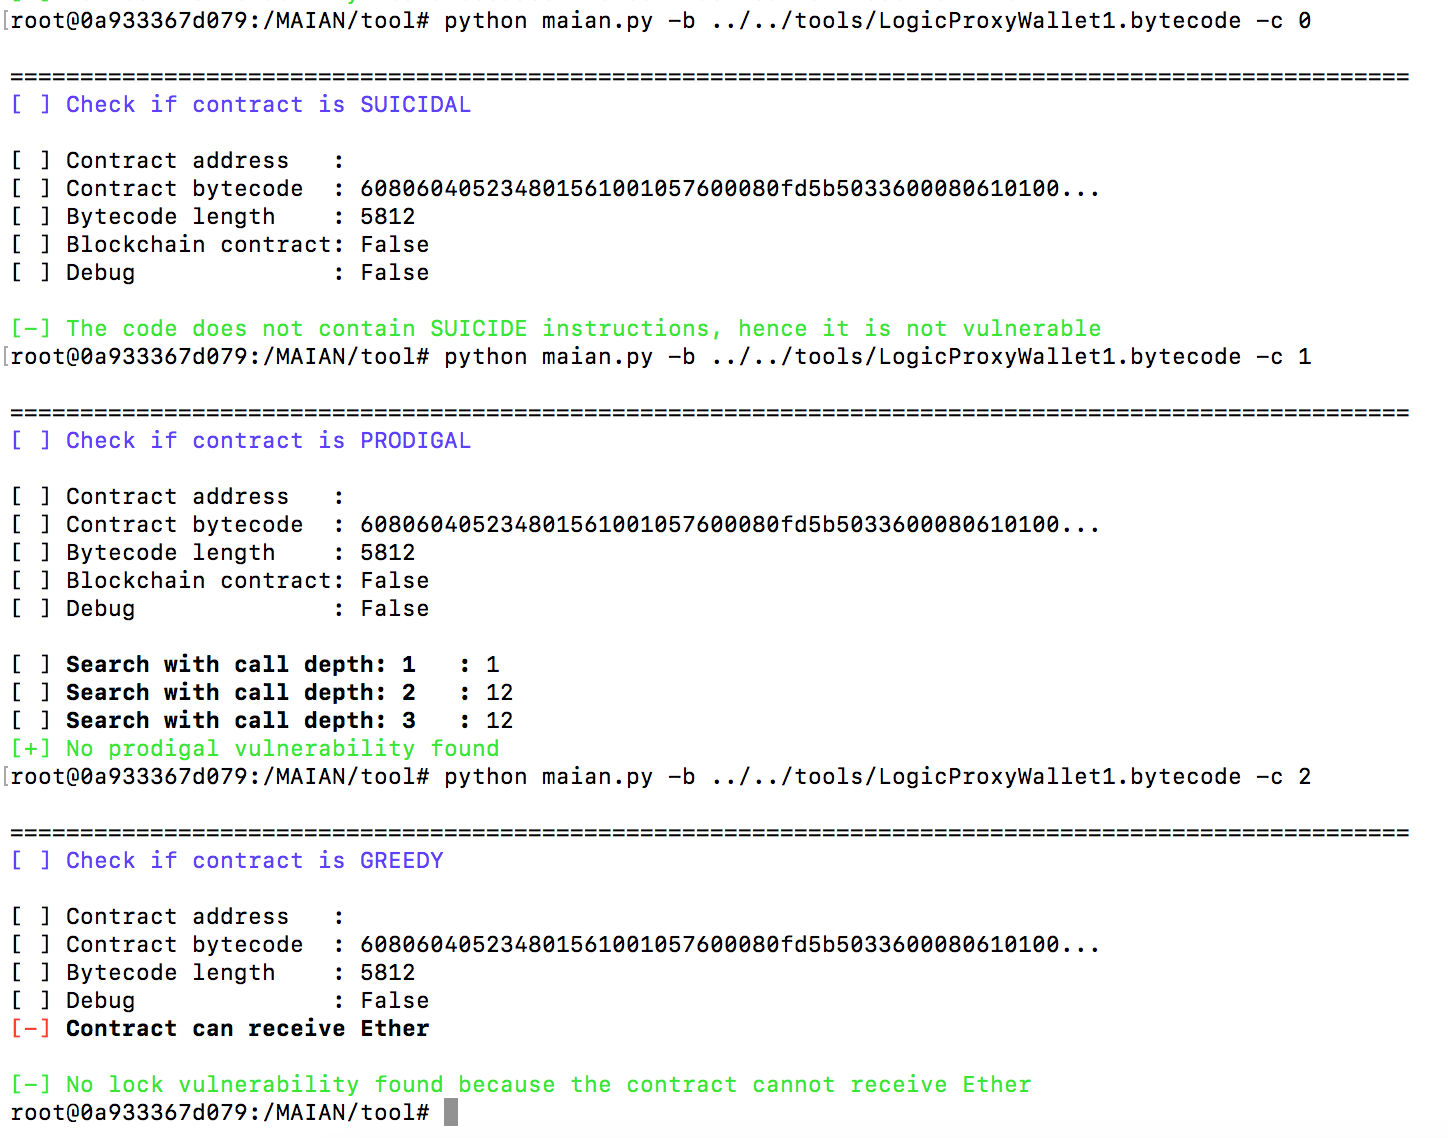 root@0a933367d079:/MAIAN/tool# python maian.py -b ../../tools/LogicProxyWallet1.bytecode -c 0
====================================================================================================
[ ] Check if contract is SUICIDAL
[ ] Contract address   :
[ ] Contract bytecode  : 60806040523480156100105760008​0fd5b5033600080610100...
[ ] Bytecode length    : 5812
[ ] Blockchain contract: False
[ ] Debug              : False
[-] The code does not contain SUICIDE instructions, hence it is not vulnerable
[root@0a933367d079:/MAIAN/tool# python maian.py -b ../../tools/LogicProxyWallet1.bytecode -c 1
====================================================================================================
[ ] Check if contract is PRODIGAL
[ ] Contract address   :
[ ] Contract bytecode  : 608060405234801561001057600080fd5b5033600080610100...
[ ] Bytecode length    : 5812
[ ] Blockchain contract: False
[ ] Debug              : False
[ ] Search with call depth: 1   : 1
[ ] Search with call depth: 2   : 12
[ ] Search with call depth: 3   : 12
[+] No prodigal vulnerability found
[root@0a933367d079:/MAIAN/tool# python maian.py -b ../../tools/LogicProxyWallet1.bytecode -c 2
====================================================================================================
[ ] Check if contract is GREEDY
[ ] Contract address   :
[ ] Contract bytecode  : 608060405234801561001057600080fd5b5033600080610100...
[ ] Bytecode length    : 5812
[ ] Debug              : False
[-] Contract can receive Ether
[-] No lock vulnerability found because the contract cannot receive Ether
root@0a933367d079:/MAIAN/tool#